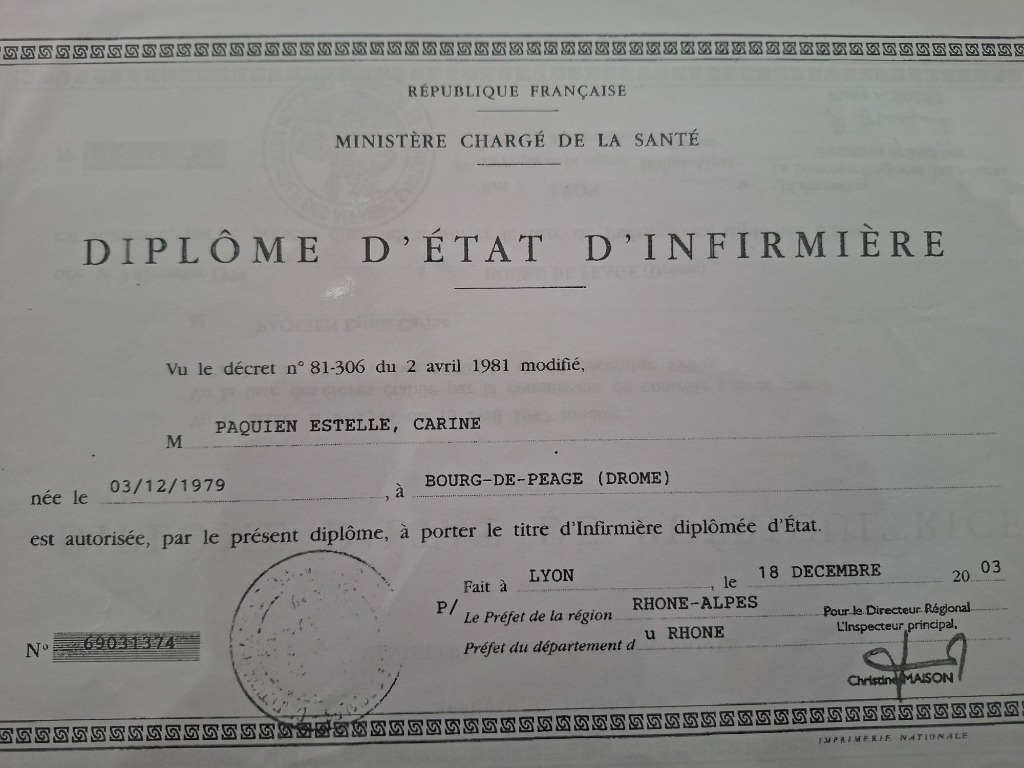 RÉPUBLIQUE FRANÇAISE
MINISTÈRE CHARGÉ DE LA SANTÉ
DIPLÔME D'ÉTAT D'INFIRMIÈRE
Vu le décret n° 81-306 du 2 avril 1981 modifié,
M PAQUIEN ESTELLE, CARINE
née le 03/12/1979, à BOURG-DE-PEAGE (DROME)
est autorisée, par le présent diplôme, à porter le titre d'Infirmière diplômée d'État.
Fait à LYON, le 18 DECEMBRE 2003
P/ Le Préfet de la région RHONE-ALPES
Préfet du département du RHONE
Pour le Directeur Régional
L'Inspecteur principal,
Christine MAISON
N° 69031374
IMPRIMERIE NATIONALE